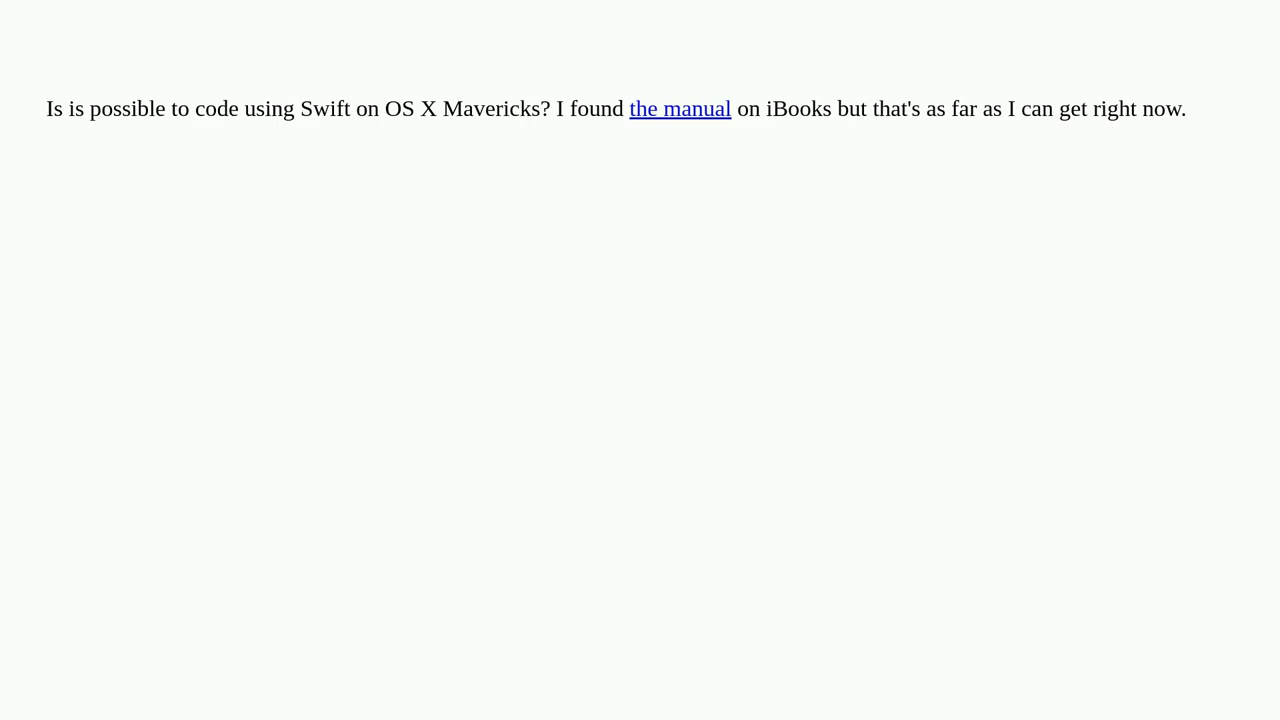 Is is possible to code using Swift on OS X Mavericks? I found the manual on iBooks but that's as far as I can get right now.